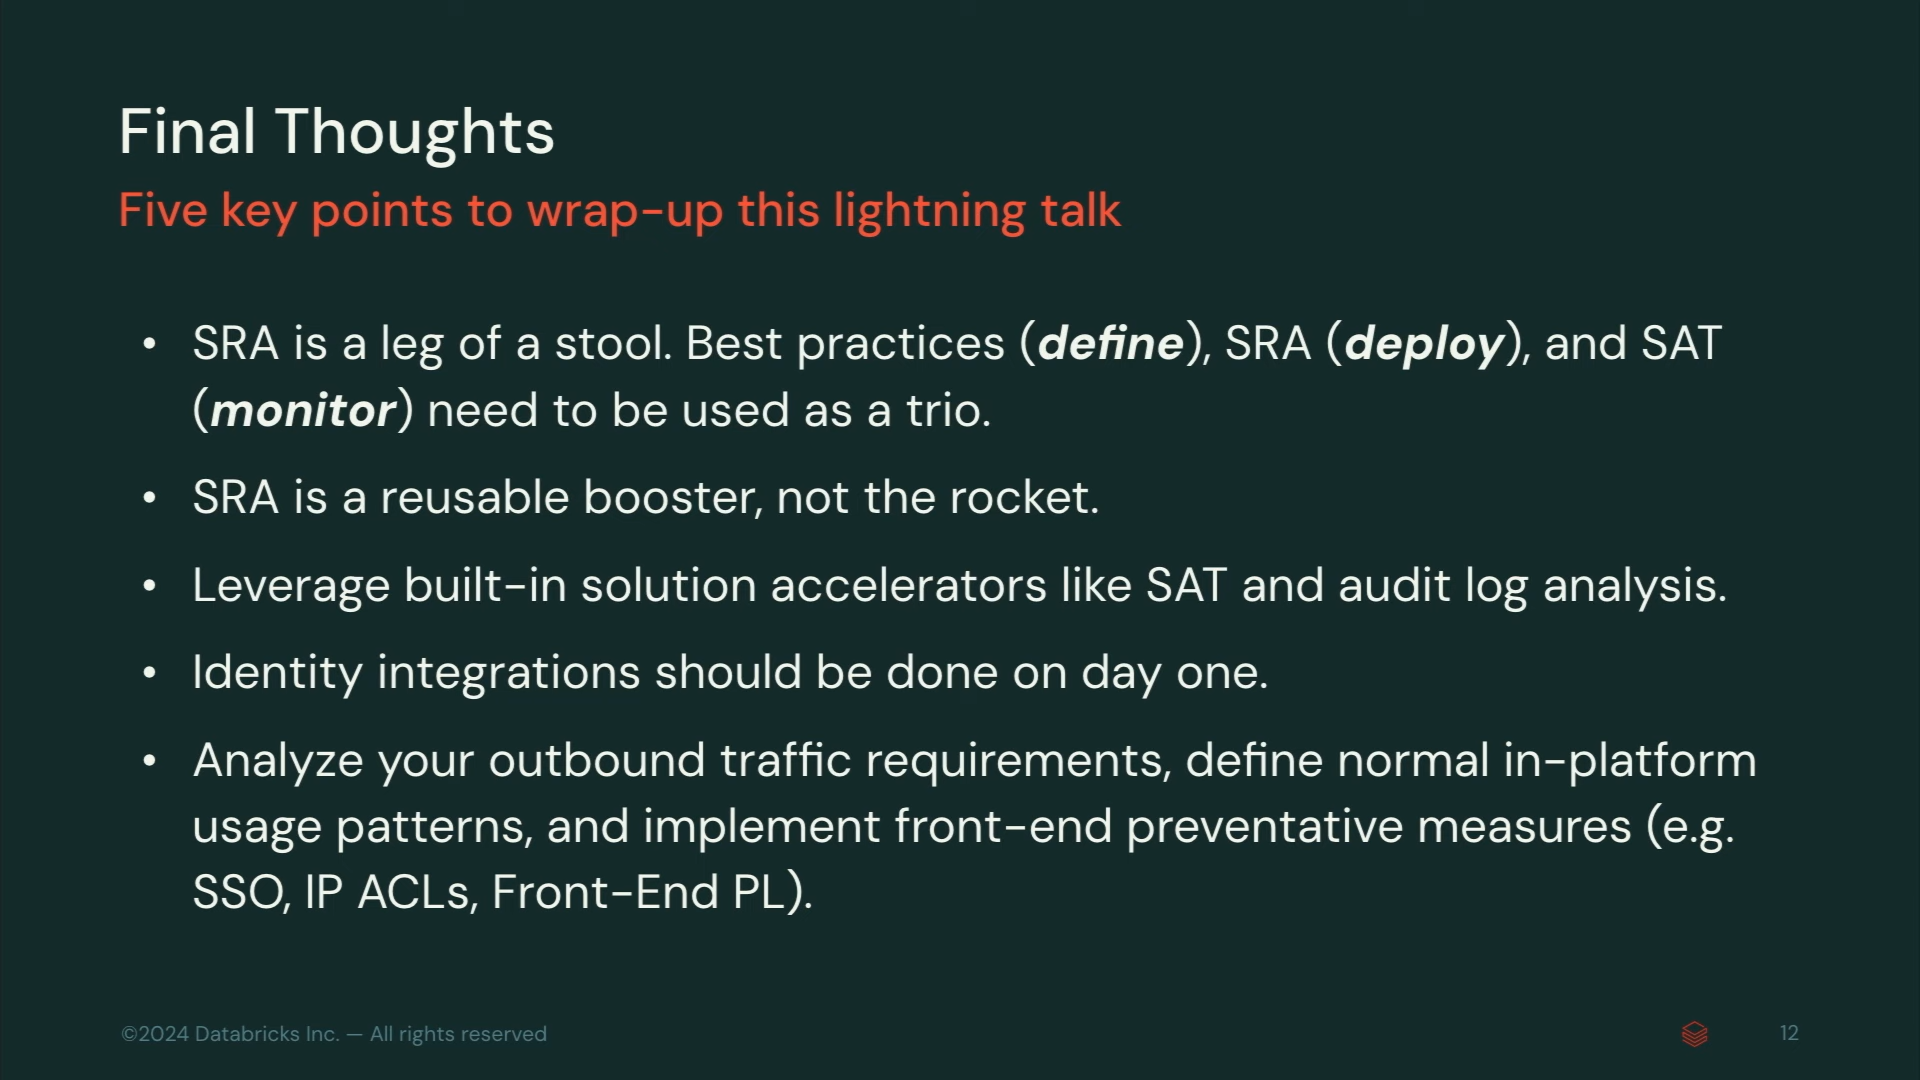 Final Thoughts
Five key points to wrap-up this lightning talk
• SRA is a leg of a stool. Best practices (define), SRA (deploy), and SAT
(monitor) need to be used as a trio.
• SRA is a reusable booster, not the rocket.
• Leverage built-in solution accelerators like SAT and audit log analysis.
• Identity integrations should be done on day one.
• Analyze your outbound traffic requirements, define normal in-platform
usage patterns, and implement front-end preventative measures (e.g.
SSO, IP ACLs, Front-End PL).
©2024 Databricks Inc. — All rights reserved
12